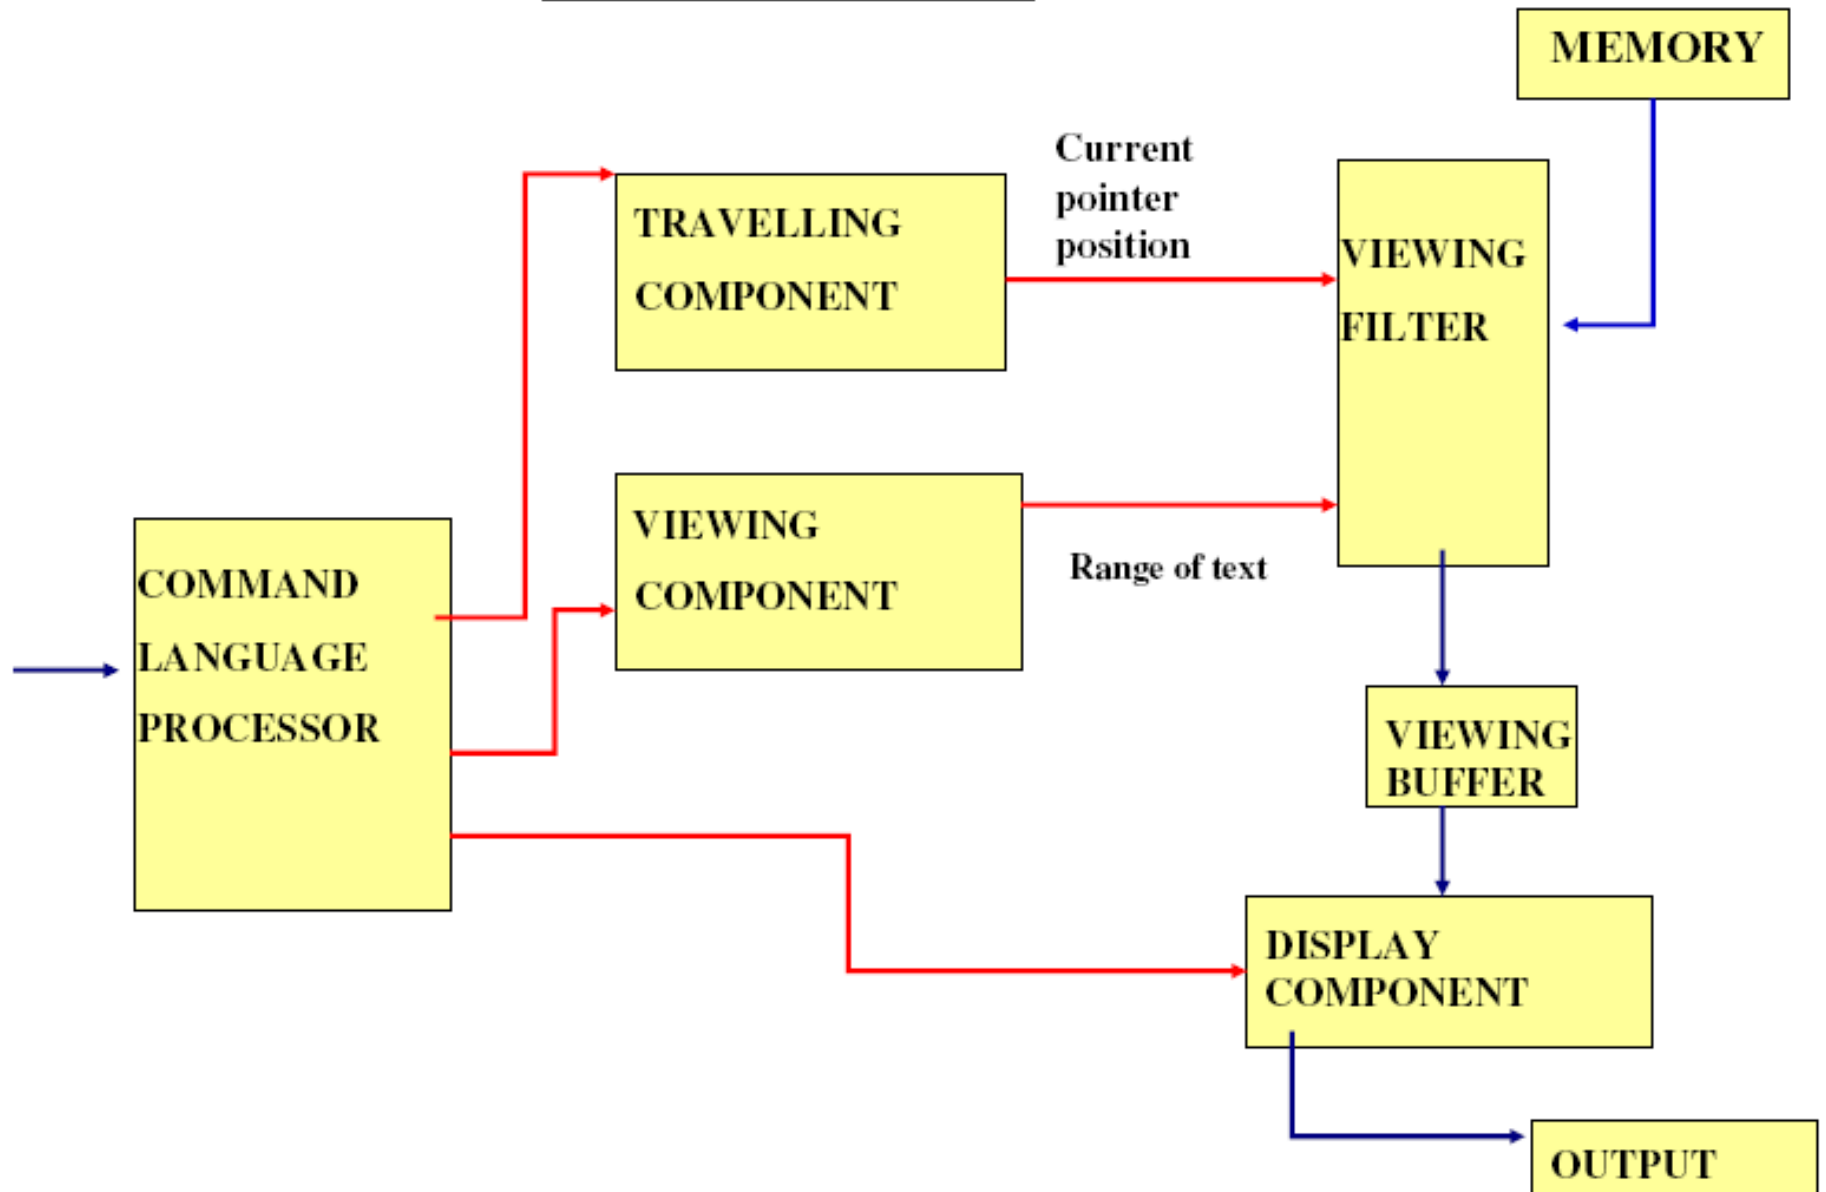 MEMORY
Current
pointer
position
TRAVELLING
COMPONENT
VIEWING
FILTER
VIEWING
COMPONENT
Range of text
COMMAND
LANGUAGE
PROCESSOR
VIEWING
BUFFER
DISPLAY
COMPONENT
OUTPUT